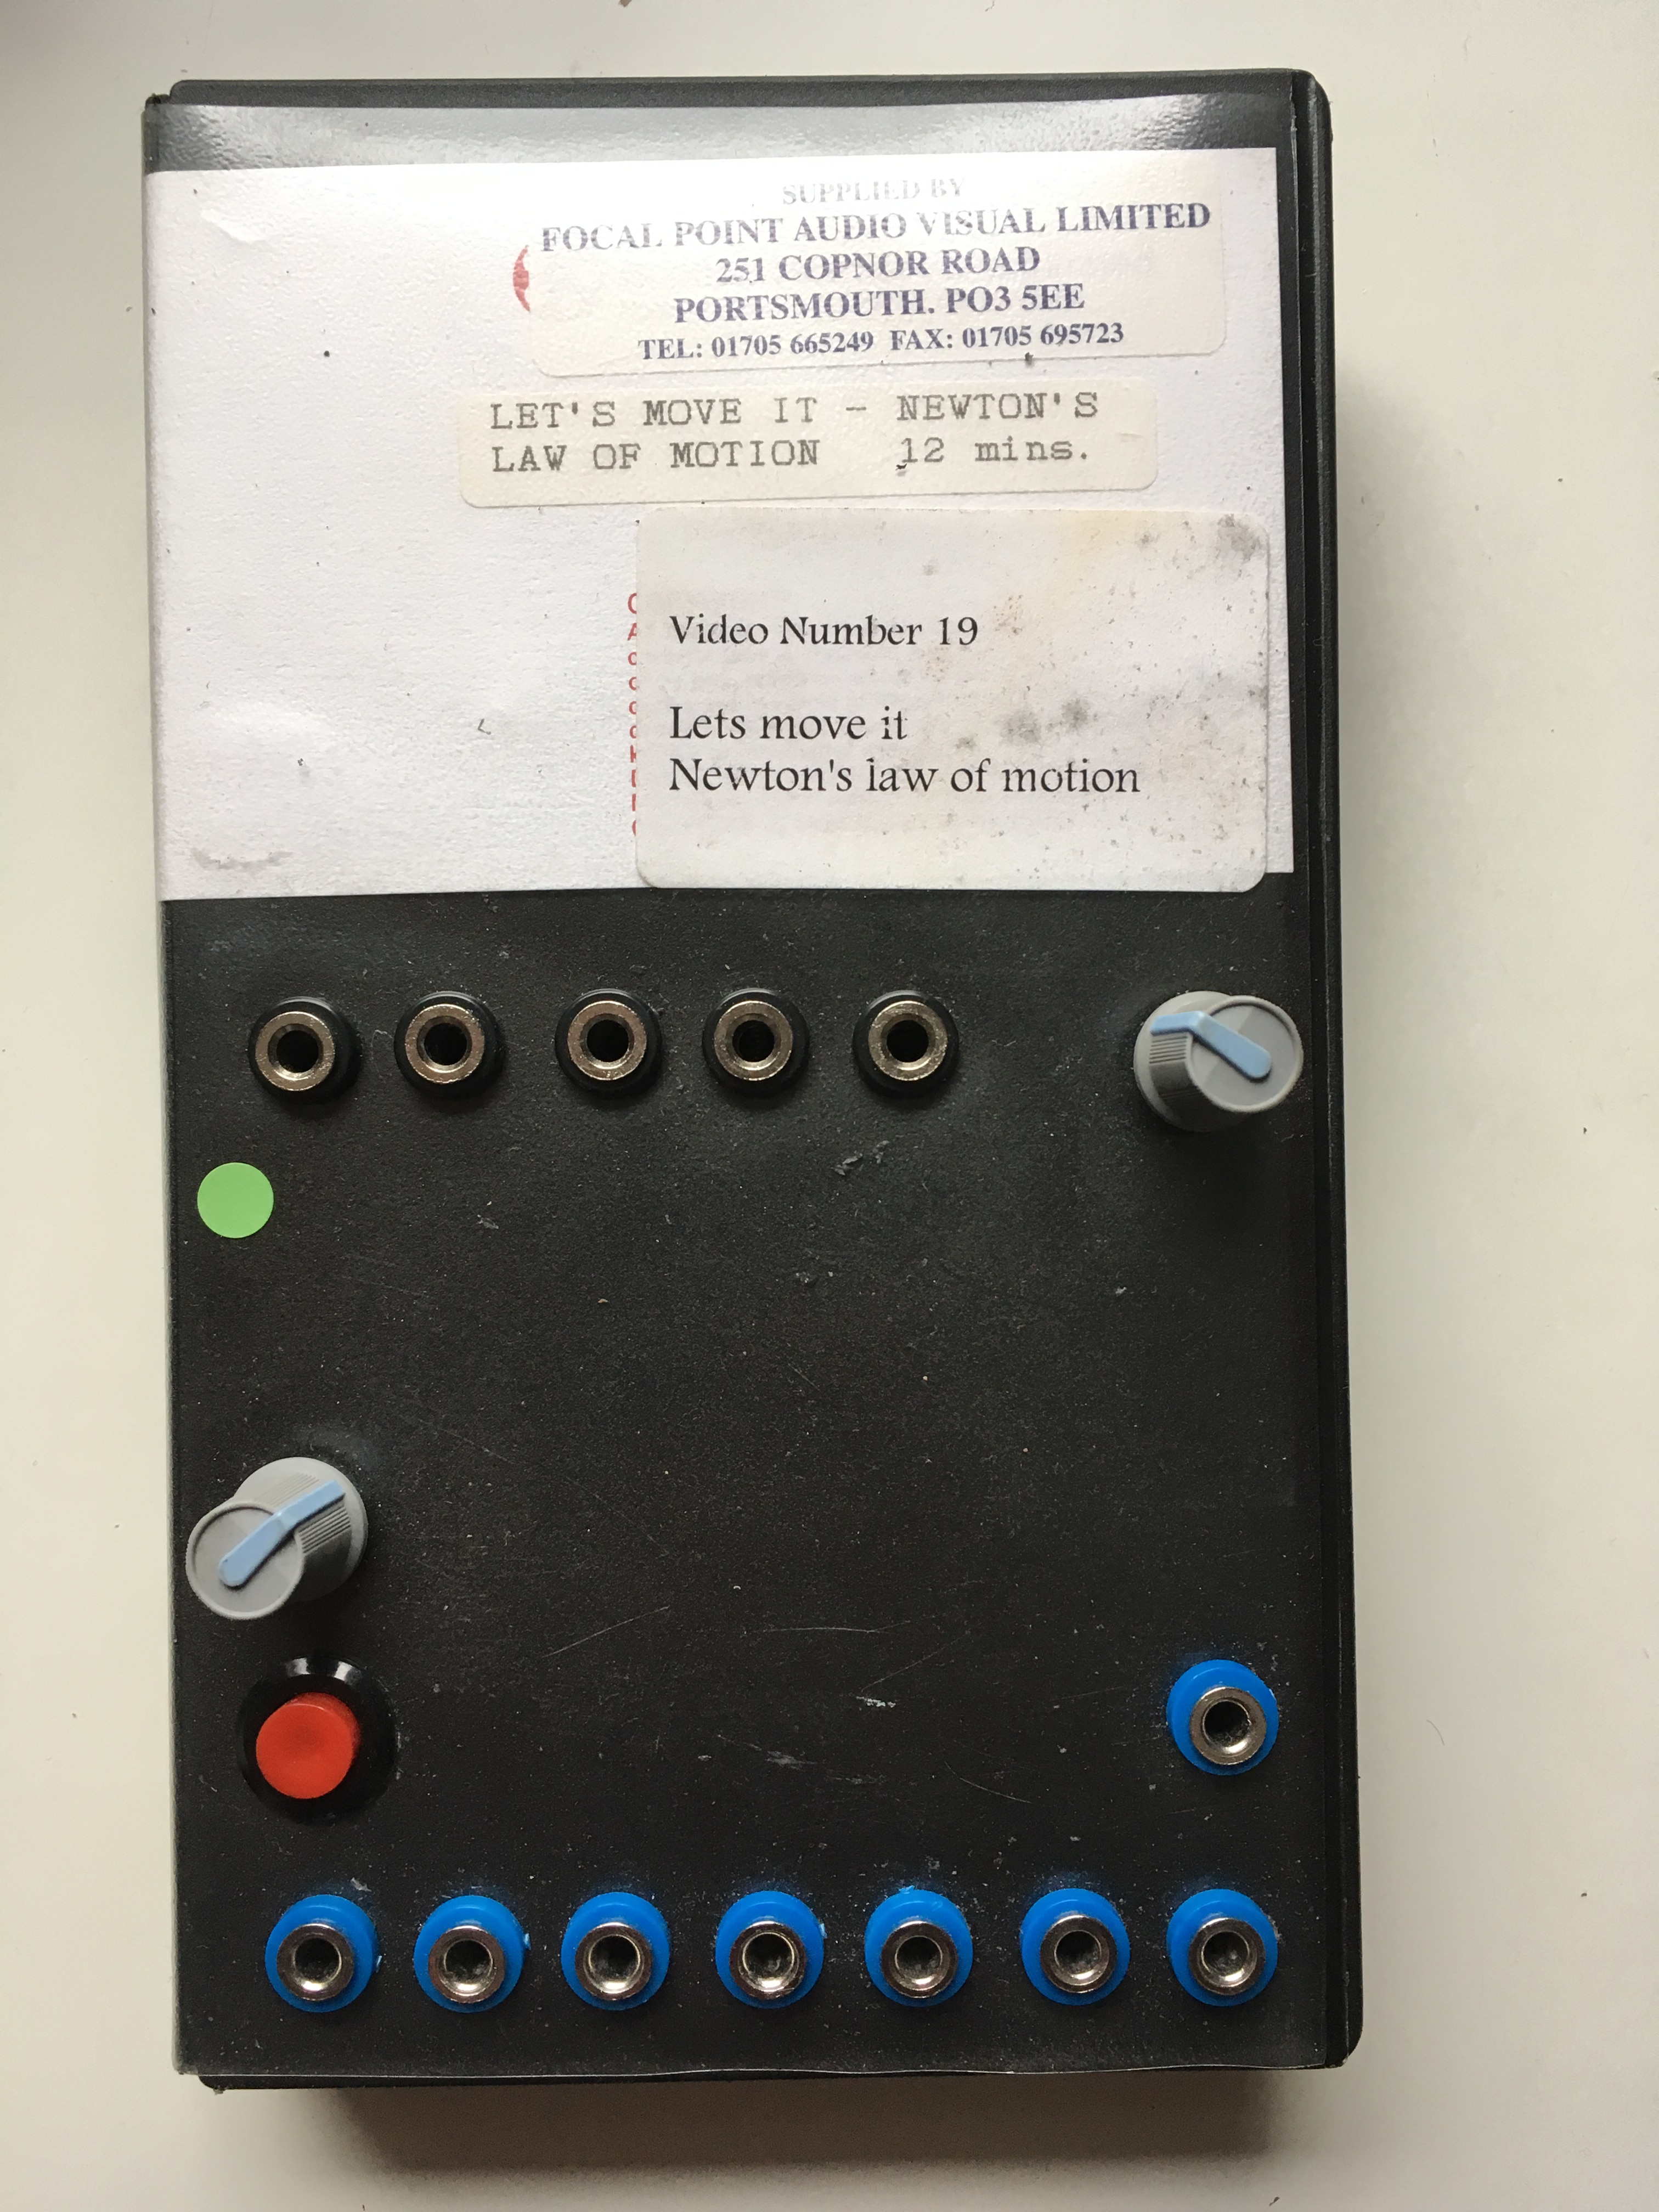 SUPPLIED BY
FOCAL POINT AUDIO VISUAL LIMITED
251 COPNOR ROAD
PORTSMOUTH. PO3 5EE
TEL: 01705 665249 FAX: 01705 695723
LET'S MOVE IT - NEWTON'S
LAW OF MOTION 12 mins.
Video Number 19
Lets move it
Newton's law of motion